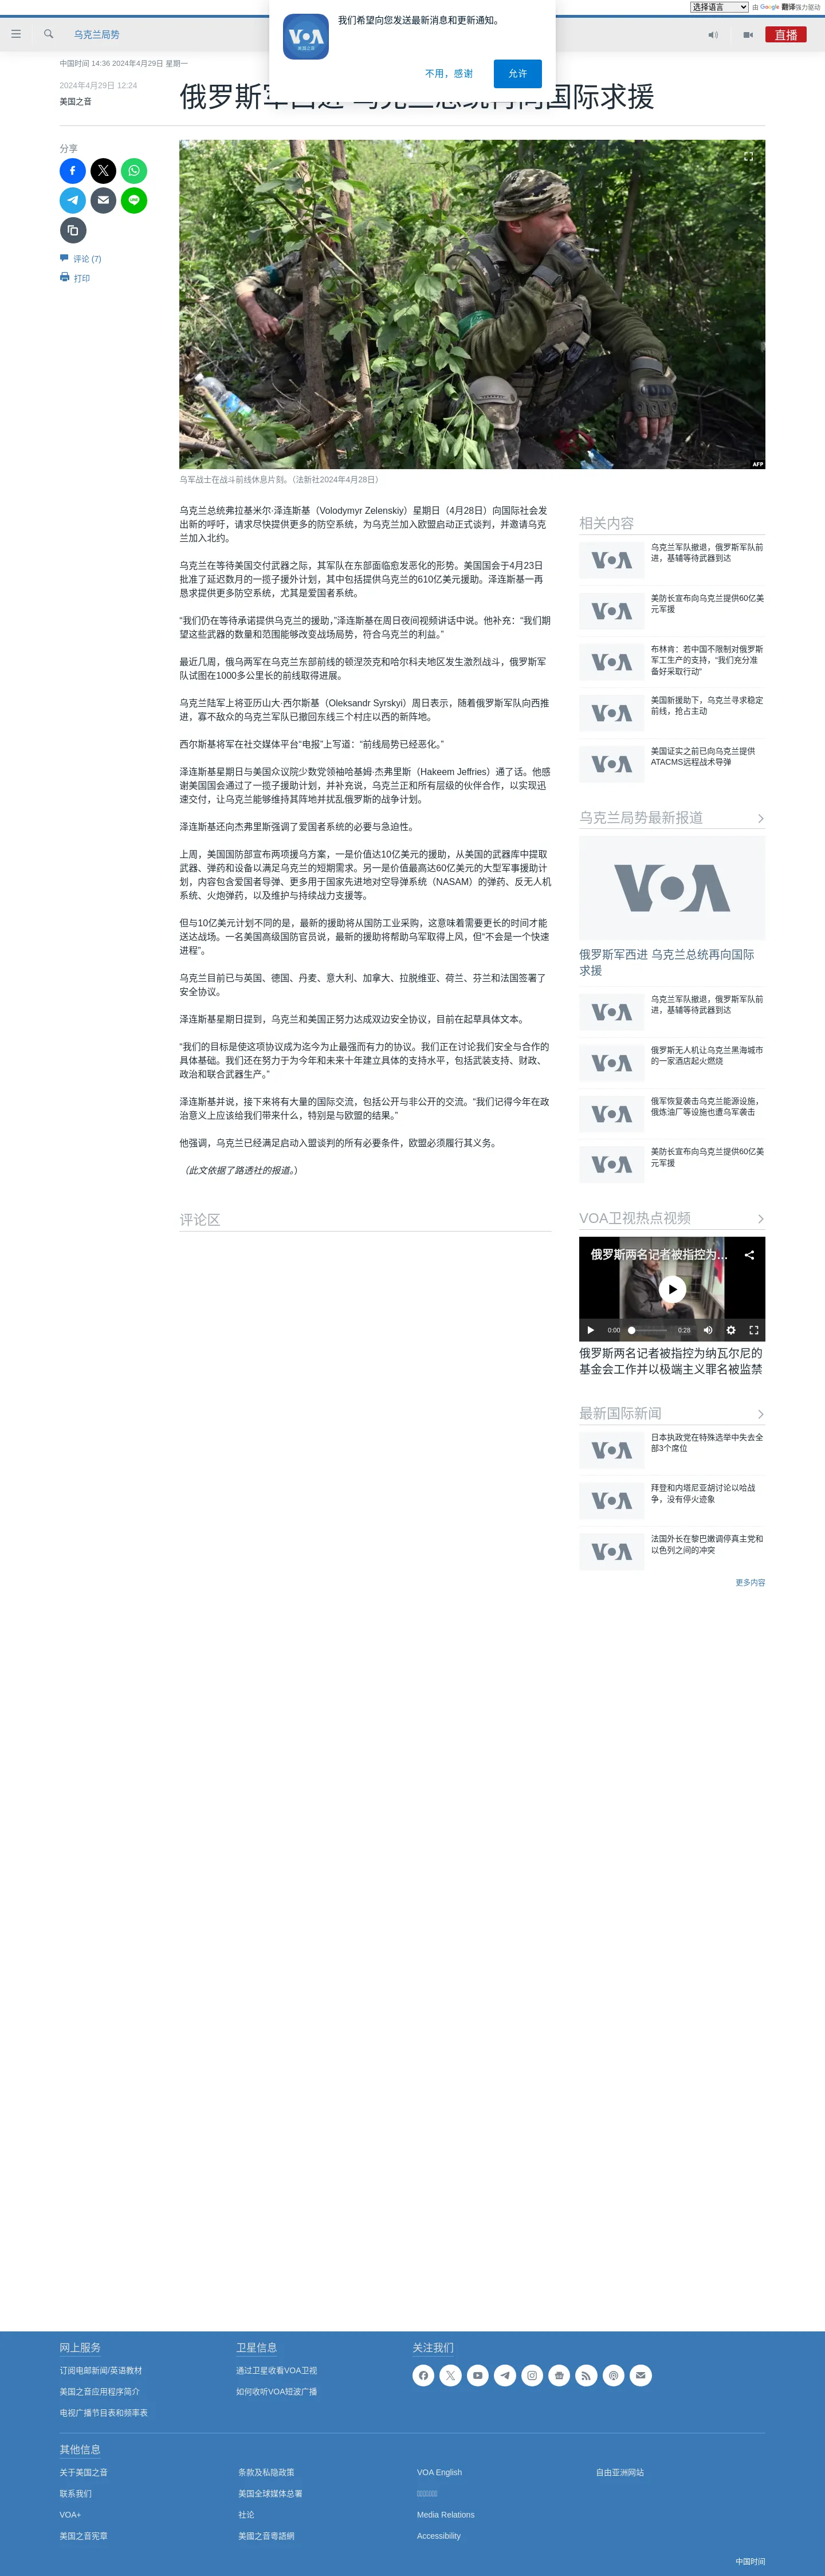 选择语言
由 Google 翻译强力驱动
乌克兰局势
直播
VOA
美国之音
我们希望向您发送最新消息和更新通知。
不用，感谢
允许
中国时间 14:36 2024年4月29日 星期一
2024年4月29日 12:24
美国之音
国际求援
分享
评论 (7)
打印
AFP
乌军战士在战斗前线休息片刻。（法新社2024年4月28日）
乌克兰总统弗拉基米尔·泽连斯基（Volodymyr Zelenskiy）星期日（4月28日）向国际社会发
出新的呼吁，请求尽快提供更多的防空系统，为乌克兰加入欧盟启动正式谈判，并邀请乌克
兰加入北约。
乌克兰在等待美国交付武器之际，其军队在东部面临愈发恶化的形势。美国国会于4月23日
批准了延迟数月的一揽子援外计划，其中包括提供乌克兰的610亿美元援助。泽连斯基一再
恳求提供更多防空系统，尤其是爱国者系统。
“我们仍在等待承诺提供乌克兰的援助，”泽连斯基在周日夜间视频讲话中说。他补充：“我们期
望这些武器的数量和范围能够改变战场局势，符合乌克兰的利益。”
最近几周，俄乌两军在乌克兰东部前线的顿涅茨克和哈尔科夫地区发生激烈战斗，俄罗斯军
队试图在1000多公里长的前线取得进展。
乌克兰陆军上将亚历山大·西尔斯基（Oleksandr Syrskyi）周日表示，随着俄罗斯军队向西推
进，寡不敌众的乌克兰军队已撤回东线三个村庄以西的新阵地。
西尔斯基将军在社交媒体平台“电报”上写道：“前线局势已经恶化。”
泽连斯基星期日与美国众议院少数党领袖哈基姆·杰弗里斯（Hakeem Jeffries）通了话。他感
谢美国国会通过了一揽子援助计划，并补充说，乌克兰正和所有层级的伙伴合作，以实现迅
速交付，让乌克兰能够维持其阵地并扰乱俄罗斯的战争计划。
泽连斯基还向杰弗里斯强调了爱国者系统的必要与急迫性。
上周，美国国防部宣布两项援乌方案，一是价值达10亿美元的援助，从美国的武器库中提取
武器、弹药和设备以满足乌克兰的短期需求。另一是价值最高达60亿美元的大型军事援助计
划，内容包含爱国者导弹、更多用于国家先进地对空导弹系统（NASAM）的弹药、反无人机
系统、火炮弹药，以及维护与持续战力支援等。
但与10亿美元计划不同的是，最新的援助将从国防工业采购，这意味着需要更长的时间才能
送达战场。一名美国高级国防官员说，最新的援助将帮助乌军取得上风，但“不会是一个快速
进程”。
乌克兰目前已与英国、德国、丹麦、意大利、加拿大、拉脱维亚、荷兰、芬兰和法国签署了
安全协议。
泽连斯基星期日提到，乌克兰和美国正努力达成双边安全协议，目前在起草具体文本。
“我们的目标是使这项协议成为迄今为止最强而有力的协议。我们正在讨论我们安全与合作的
具体基础。我们还在努力于为今年和未来十年建立具体的支持水平，包括武装支持、财政、
政治和联合武器生产。”
泽连斯基并说，接下来将有大量的国际交流，包括公开与非公开的交流。“我们记得今年在政
治意义上应该给我们带来什么，特别是与欧盟的结果。”
他强调，乌克兰已经满足启动入盟谈判的所有必要条件，欧盟必须履行其义务。
（此文依据了路透社的报道。）
评论区
相关内容
VOA
乌克兰军队撤退，俄罗斯军队前
进，基辅等待武器到达
VOA
美防长宣布向乌克兰提供60亿美
元军援
VOA
布林肯：若中国不限制对俄罗斯
军工生产的支持，“我们充分准
备好采取行动”
VOA
美国新援助下，乌克兰寻求稳定
前线，抢占主动
VOA
美国证实之前已向乌克兰提供
ATACMS远程战术导弹
乌克兰局势最新报道
VOA
俄罗斯军西进 乌克兰总统再向国际
求援
VOA
乌克兰军队撤退，俄罗斯军队前
进，基辅等待武器到达
VOA
俄罗斯无人机让乌克兰黑海城市
的一家酒店起火燃烧
VOA
俄军恢复袭击乌克兰能源设施，
俄炼油厂等设施也遭乌军袭击
VOA
美防长宣布向乌克兰提供60亿美
元军援
VOA卫视热点视频
俄罗斯两名记者被指控为...
0:00
0:28
俄罗斯两名记者被指控为纳瓦尔尼的
基金会工作并以极端主义罪名被监禁
最新国际新闻
VOA
日本执政党在特殊选举中失去全
部3个席位
VOA
拜登和内塔尼亚胡讨论以哈战
争，没有停火迹象
VOA
法国外长在黎巴嫩调停真主党和
以色列之间的冲突
更多内容
网上服务
订阅电邮新闻/英语教材
美国之音应用程序简介
电视广播节目表和频率表
卫星信息
通过卫星收看VOA卫视
如何收听VOA短波广播
关注我们
其他信息
关于美国之音
联系我们
VOA+
美国之音宪章
条款及私隐政策
美国全球媒体总署
社论
美國之音粵語網
VOA English
Media Relations
Accessibility
自由亚洲网站
中国时间